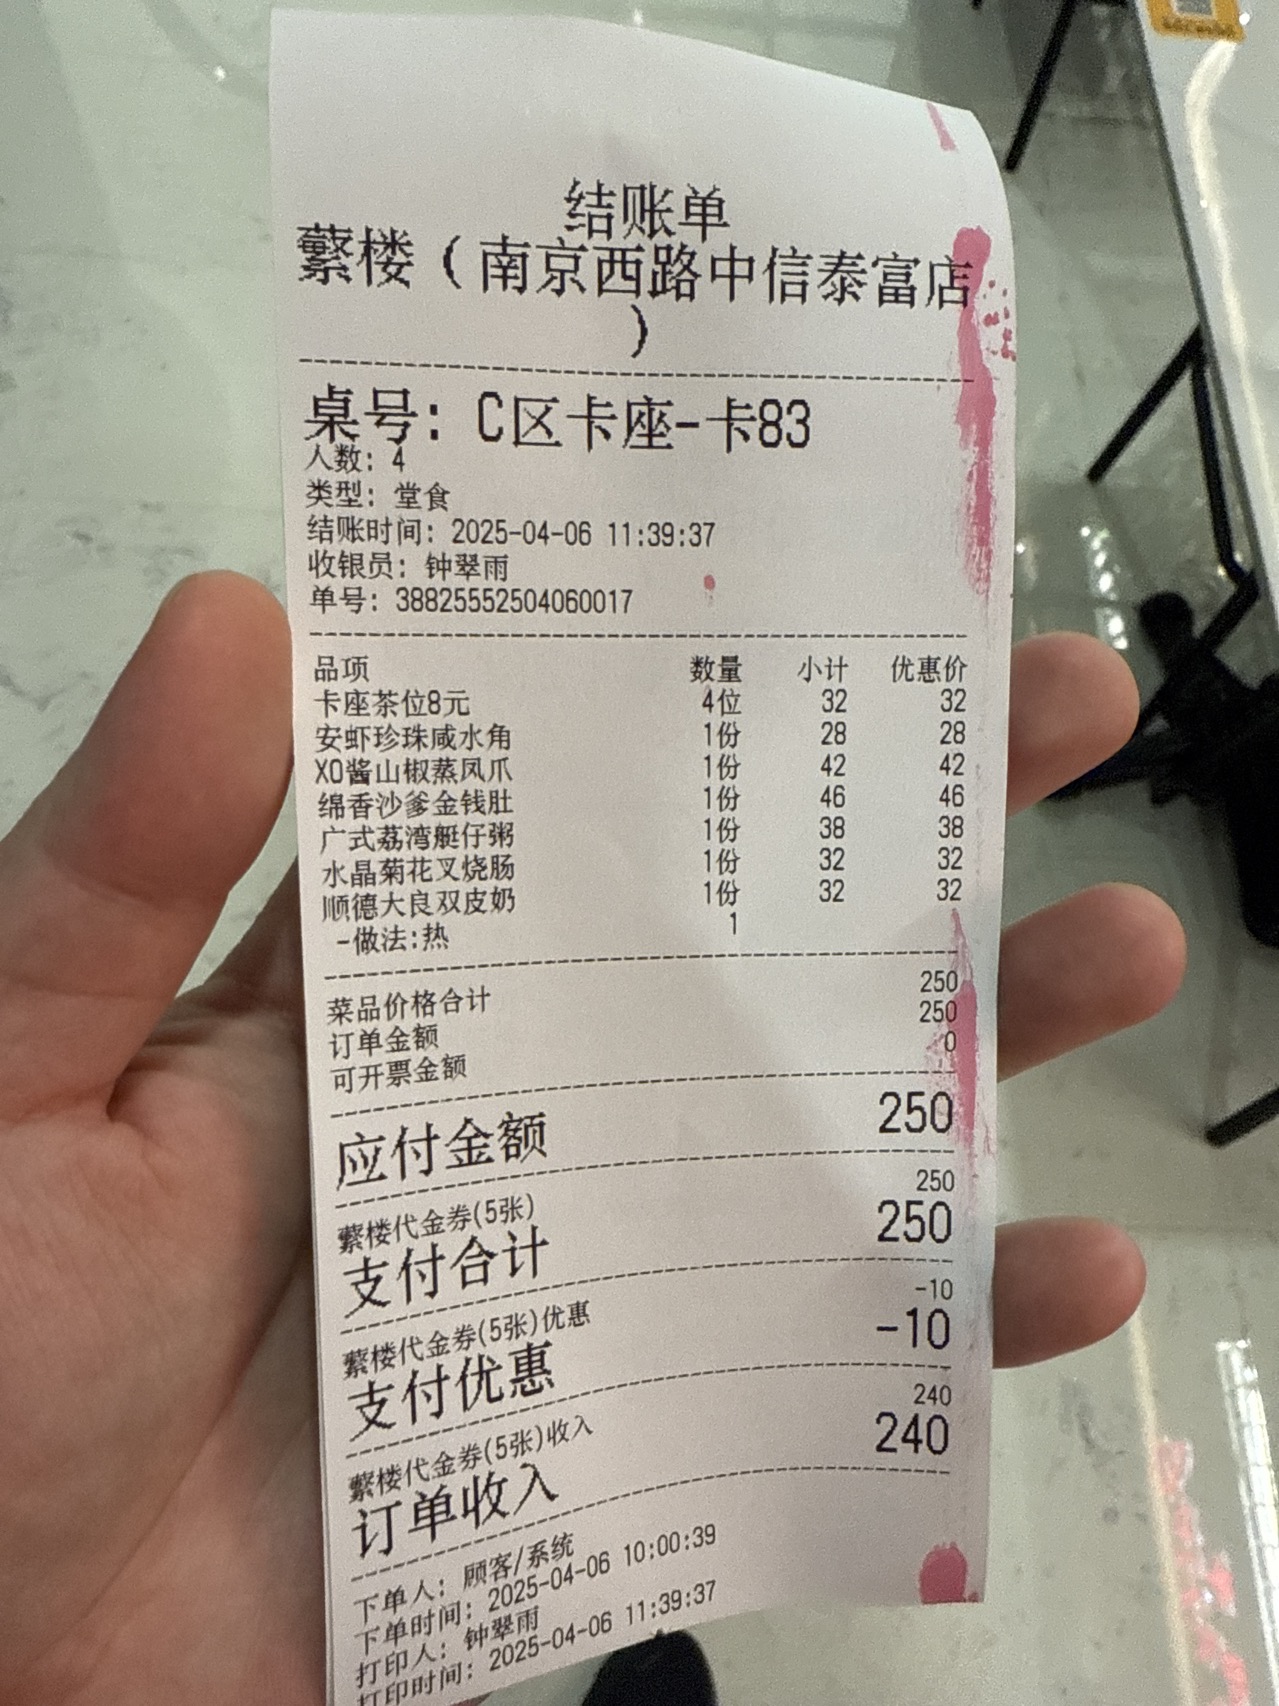 结账单
蘩楼（南京西路中信泰富店
）
桌号：C区卡座-卡83
人数：4
类型：堂食
结账时间：2025-04-06 11:39:37
收银员：钟翠雨
单号：38825552504060017
品项 数量 小计 优惠价
卡座茶位8元 4位 32 32
安虾珍珠咸水角 1份 28 28
XO酱山椒蒸凤爪 1份 42 42
绵香沙爹金钱肚 1份 46 46
广式荔湾艇仔粥 1份 38 38
水晶菊花叉烧肠 1份 32 32
顺德大良双皮奶 1份 32 32
-做法:热 1
菜品价格合计 250
订单金额 250
可开票金额 0
应付金额 250
蘩楼代金券(5张) 250
支付合计 250
蘩楼代金券(5张)优惠 -10
支付优惠 -10
蘩楼代金券(5张)收入 240
订单收入 240
下单人：顾客/系统
下单时间：2025-04-06 10:00:39
打印人：钟翠雨
打印时间：2025-04-06 11:39:37